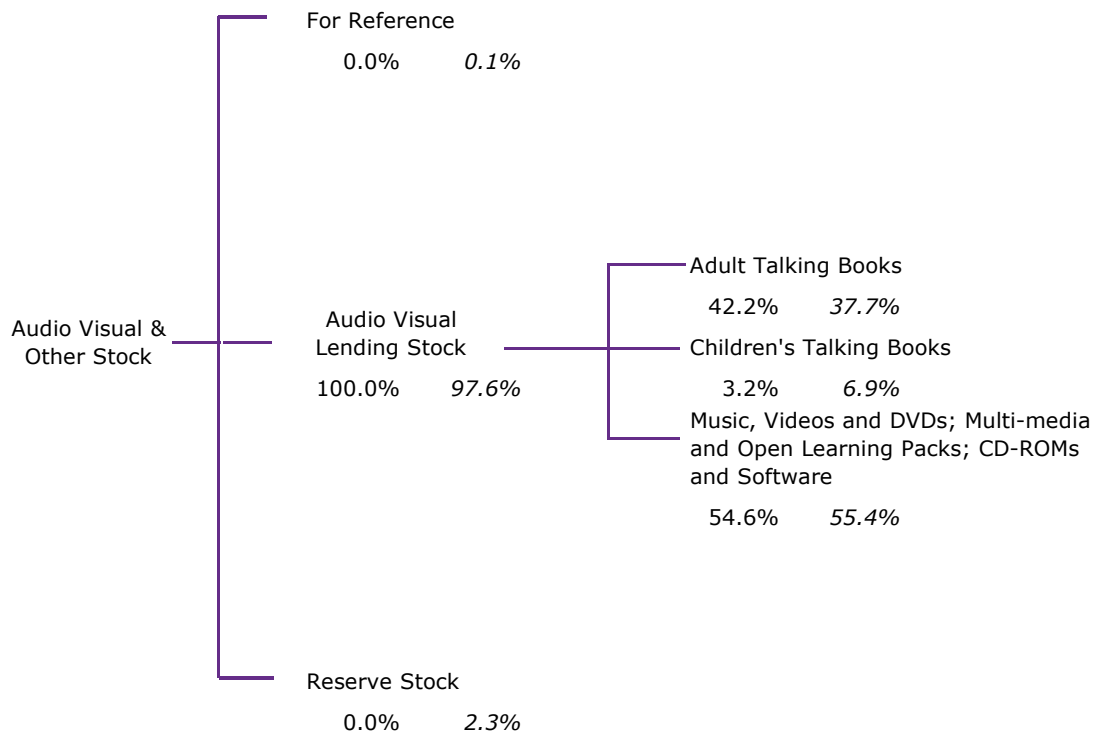 For Reference
0.0% 0.1%
Audio Visual &
Other Stock
Audio Visual
Lending Stock
100.0% 97.6%
Adult Talking Books
42.2% 37.7%
Children's Talking Books
3.2% 6.9%
Music, Videos and DVDs; Multi-media
and Open Learning Packs; CD-ROMs
and Software
54.6% 55.4%
Reserve Stock
0.0% 2.3%